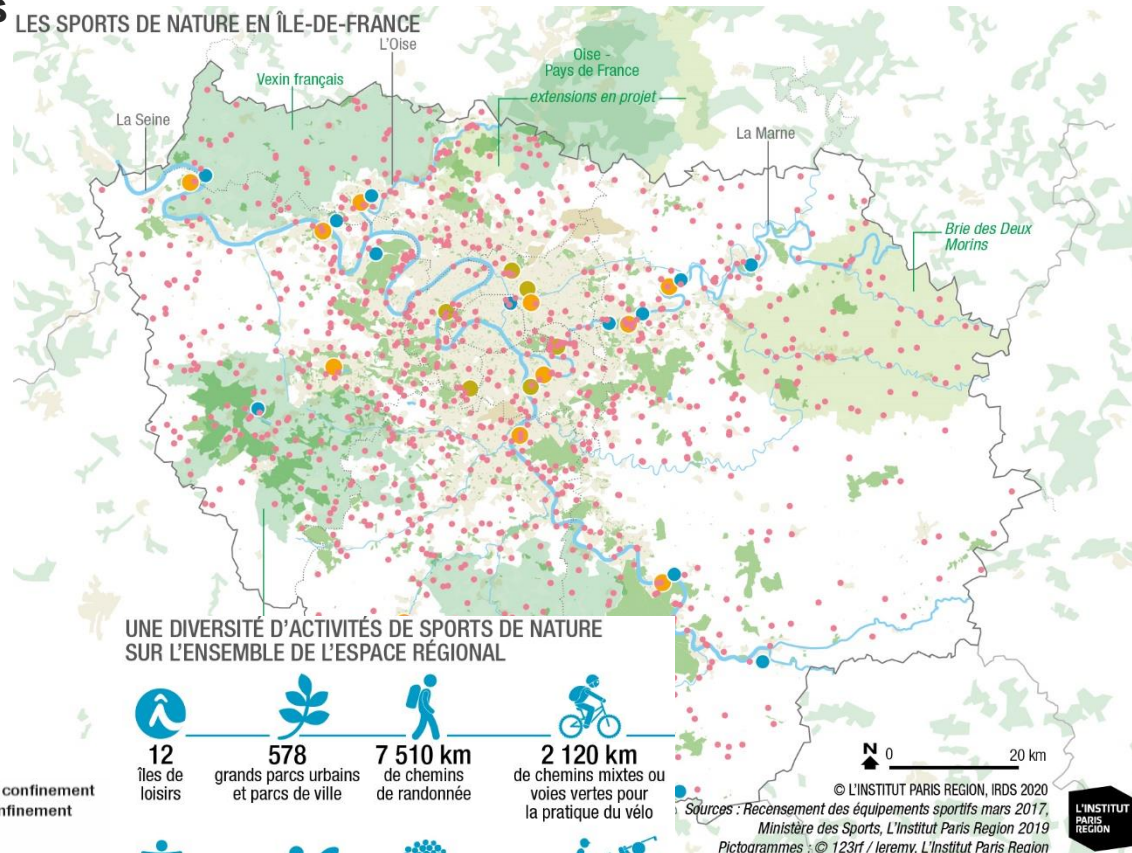 s
LES SPORTS DE NATURE EN ÎLE-DE-FRANCE
L'Oise
Oise -
Pays de France
Vexin français
extensions en projet
La Seine
La Marne
Brie des Deux
Morins
UNE DIVERSITÉ D'ACTIVITÉS DE SPORTS DE NATURE
SUR L'ENSEMBLE DE L'ESPACE RÉGIONAL
12
îles de
loisirs
578
grands parcs urbains
et parcs de ville
7 510 km
de chemins
de randonnée
2 120 km
de chemins mixtes ou
voies vertes pour
la pratique du vélo
confinement
nfinement
N 0 20 km
© L'INSTITUT PARIS REGION, IRDS 2020
Sources : Recensement des équipements sportifs mars 2017,
Ministère des Sports, L'Institut Paris Region 2019
Pictogrammes : © 123rf / leremy, L'Institut Paris Region
L'INSTITUT
PARIS
REGION